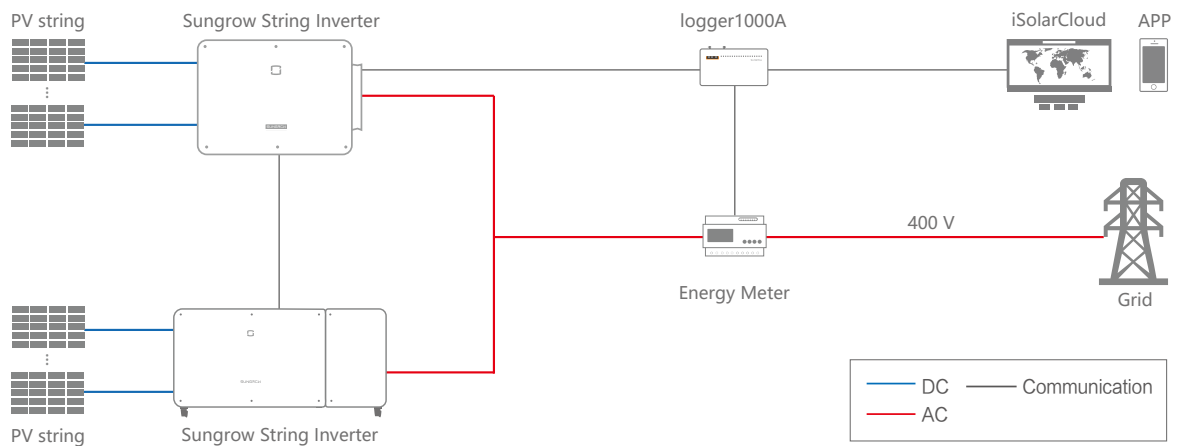 PV string
Sungrow String Inverter
logger1000A
iSolarCloud
APP
400 V
Energy Meter
Grid
DC
Communication
AC
PV string
Sungrow String Inverter